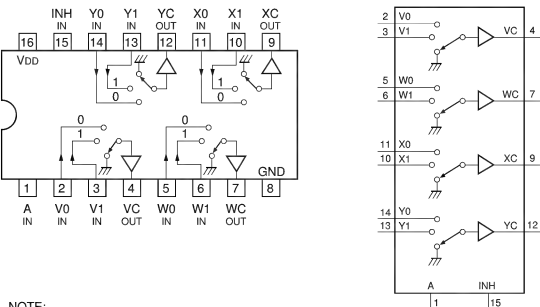 INH Y0 Y1 YC X0 X1 XC
IN IN IN OUT IN IN OUT
16 15 14 13 12 11 10 9
VDD
1 1
0 0
0 0
1 1
GND
1 2 3 4 5 6 7 8
A V0 V1 VC W0 W1 WC
IN IN IN OUT IN IN OUT
NOTE:
2 V0
3 V1 VC 4
5 W0
6 W1 WC 7
11 X0
10 X1 XC 9
14 Y0
13 Y1 YC 12
A INH
1 15